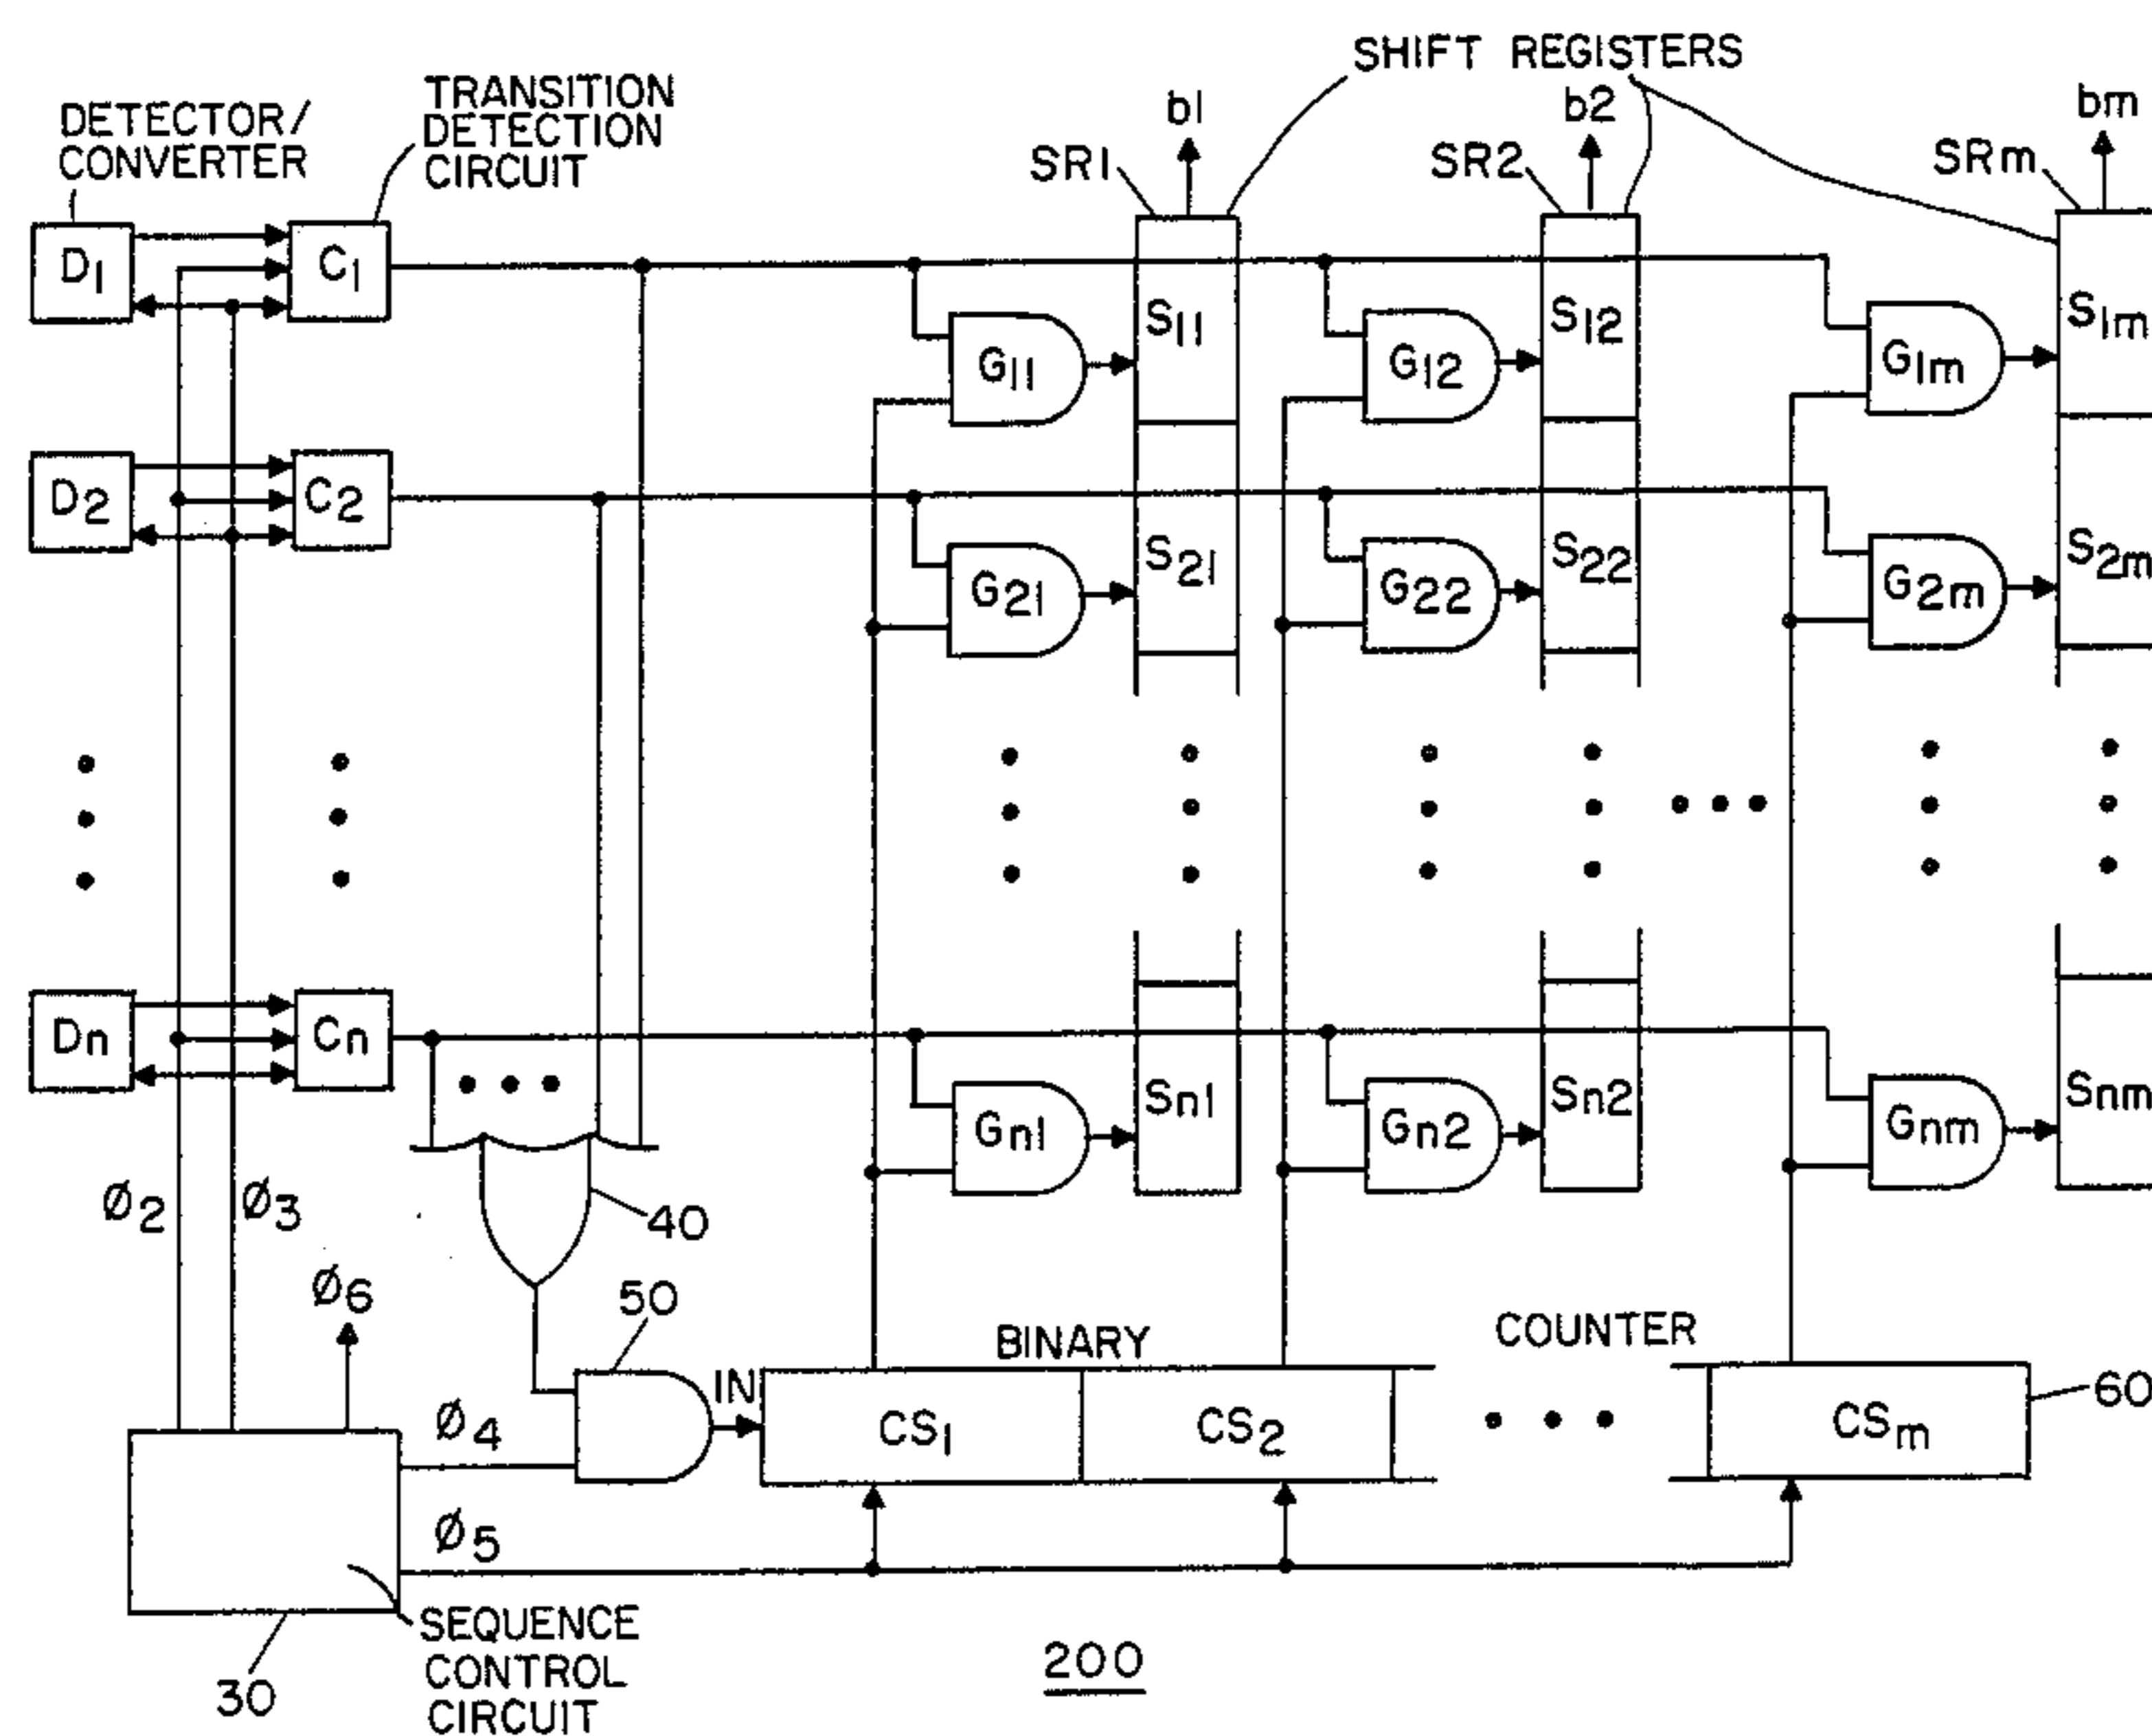 SHIFT REGISTERS
DETECTOR/
CONVERTER
TRANSITION
DETECTION
CIRCUIT
b1
b2
bm
SR1
SR2
SRm
D1
C1
G11
S11
G12
S12
G1m
S1m
D2
C2
G21
S21
G22
S22
G2m
S2m
Dn
Cn
Gn1
Sn1
Gn2
Sn2
Gnm
Snm
Ø2
Ø3
40
Ø6
50
BINARY
COUNTER
IN
CS1
CS2
CSm
60
Ø4
Ø5
SEQUENCE
CONTROL
CIRCUIT
30
200